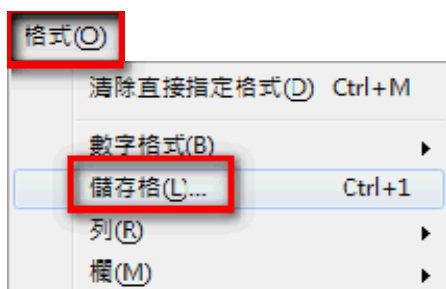 格式(O)
清除直接指定格式(D) Ctrl+M
數字格式(B)
儲存格(L)... Ctrl+1
列(R)
欄(M)